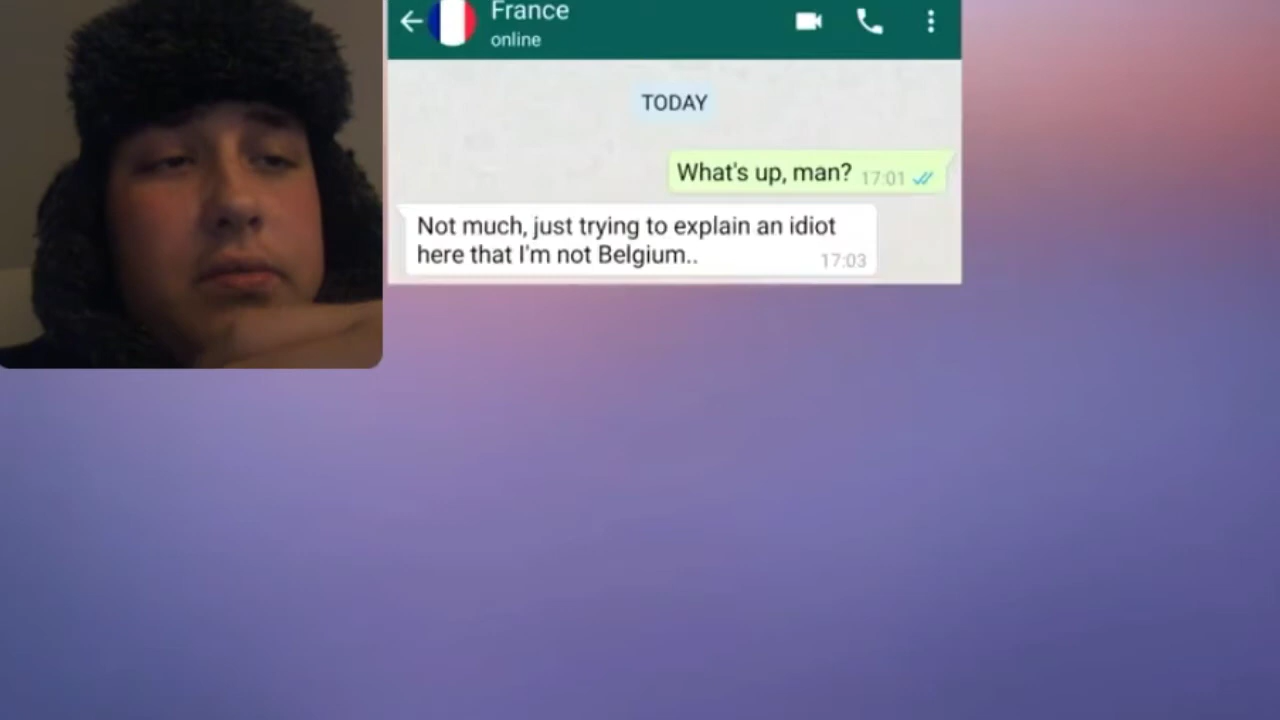 France
online
TODAY
What's up, man? 17:01
Not much, just trying to explain an idiot
here that I'm not Belgium.. 17:03